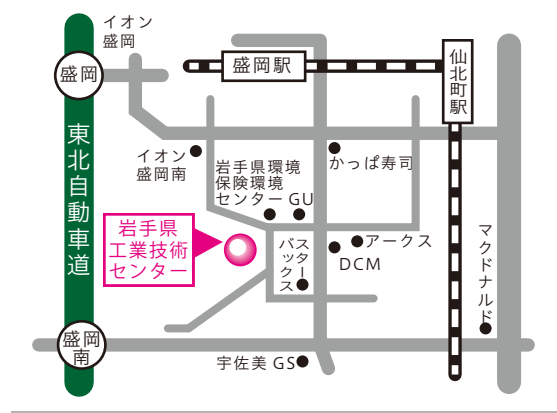 イオン
盛岡
盛岡
盛岡駅
仙北町駅
東北自動車道
イオン
盛岡南
岩手県環境
保険環境
センター GU
かっぱ寿司
岩手県
工業技術
センター
スター
バックス
アークス
DCM
マクドナルド
盛岡
南
宇佐美 GS